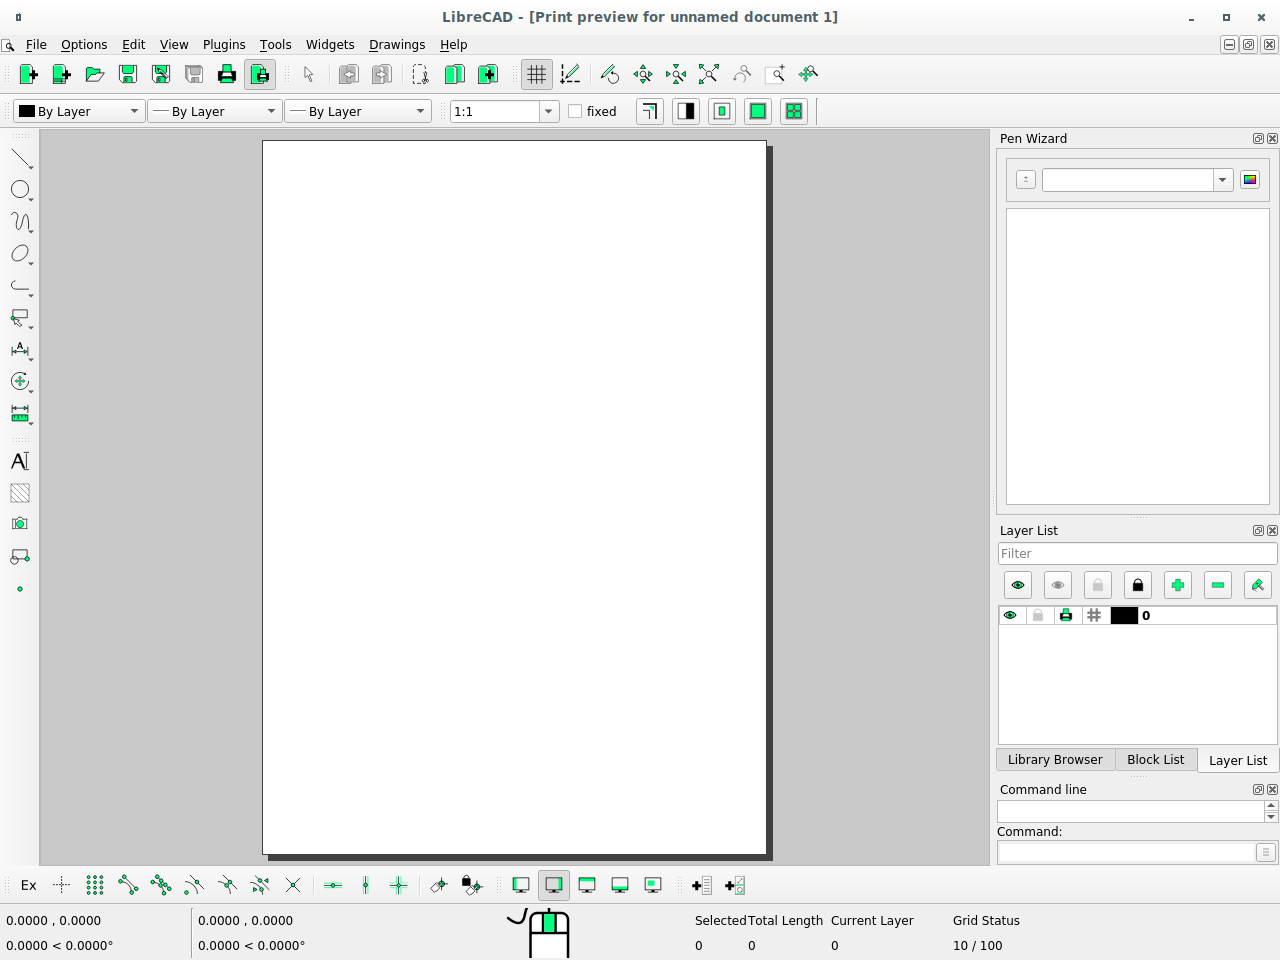 LibreCAD - [Print preview for unnamed document 1]
File Options Edit View Plugins Tools Widgets Drawings Help
By Layer By Layer By Layer 1:1 fixed
Pen Wizard
Layer List
Filter
0
Library Browser Block List Layer List
Command line
Command:
Ex
0.0000 , 0.0000 0.0000 , 0.0000 Selected Total Length Current Layer Grid Status
0.0000 < 0.0000° 0.0000 < 0.0000° 0 0 0 10 / 100